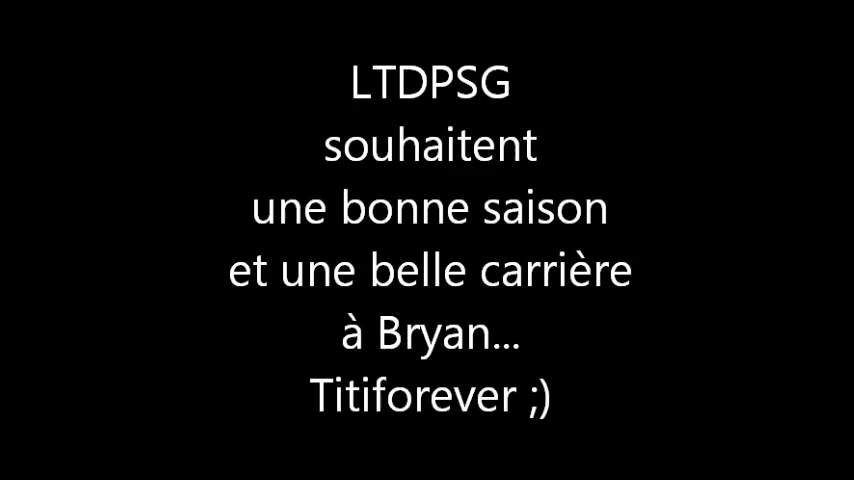 LTDPSG
souhaitent
une bonne saison
et une belle carrière
à Bryan...
Titiforever ;)